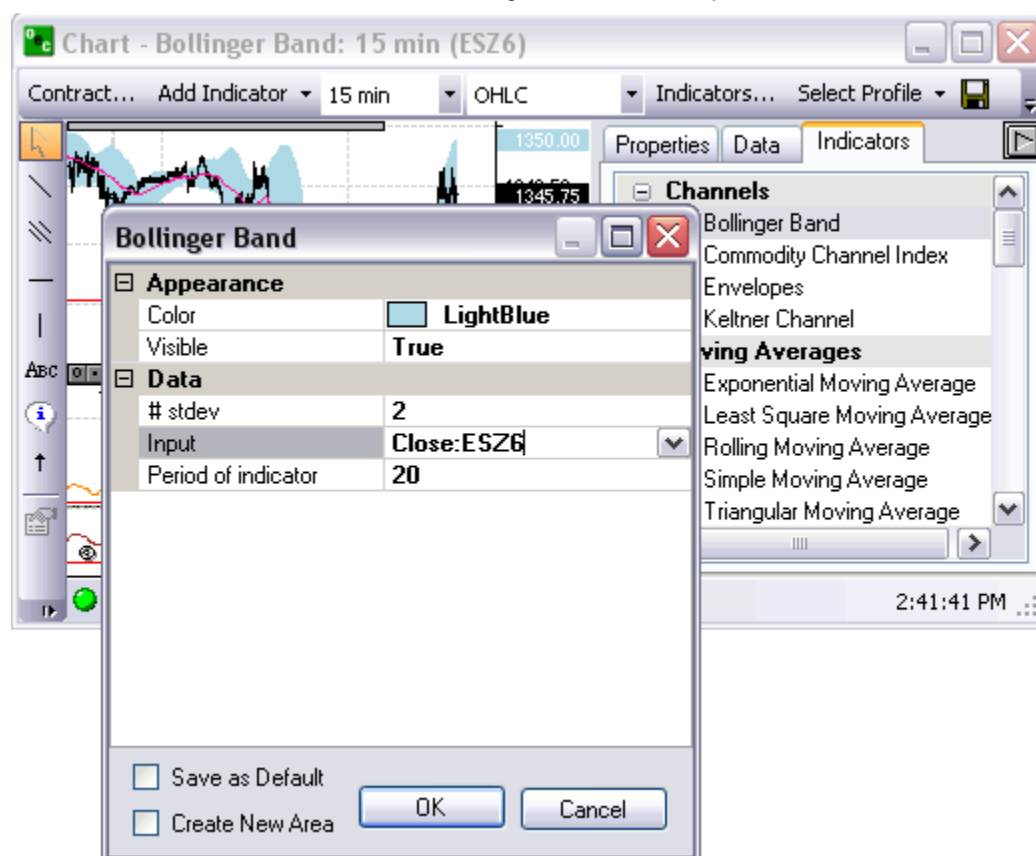 Oec Chart - Bollinger Band: 15 min (ESZ6)
Contract... Add Indicator 15 min OHLC Indicators... Select Profile
1350.00
Properties Data Indicators
1345.75
Channels
Bollinger Band
Commodity Channel Index
Envelopes
Keltner Channel
ving Averages
Exponential Moving Average
Least Square Moving Average
Rolling Moving Average
Simple Moving Average
Triangular Moving Average
ABC
Bollinger Band
Appearance
Color LightBlue
Visible True
Data
# stdev 2
Input Close:ESZ6
Period of indicator 20
Save as Default
Create New Area
OK Cancel
2:41:41 PM